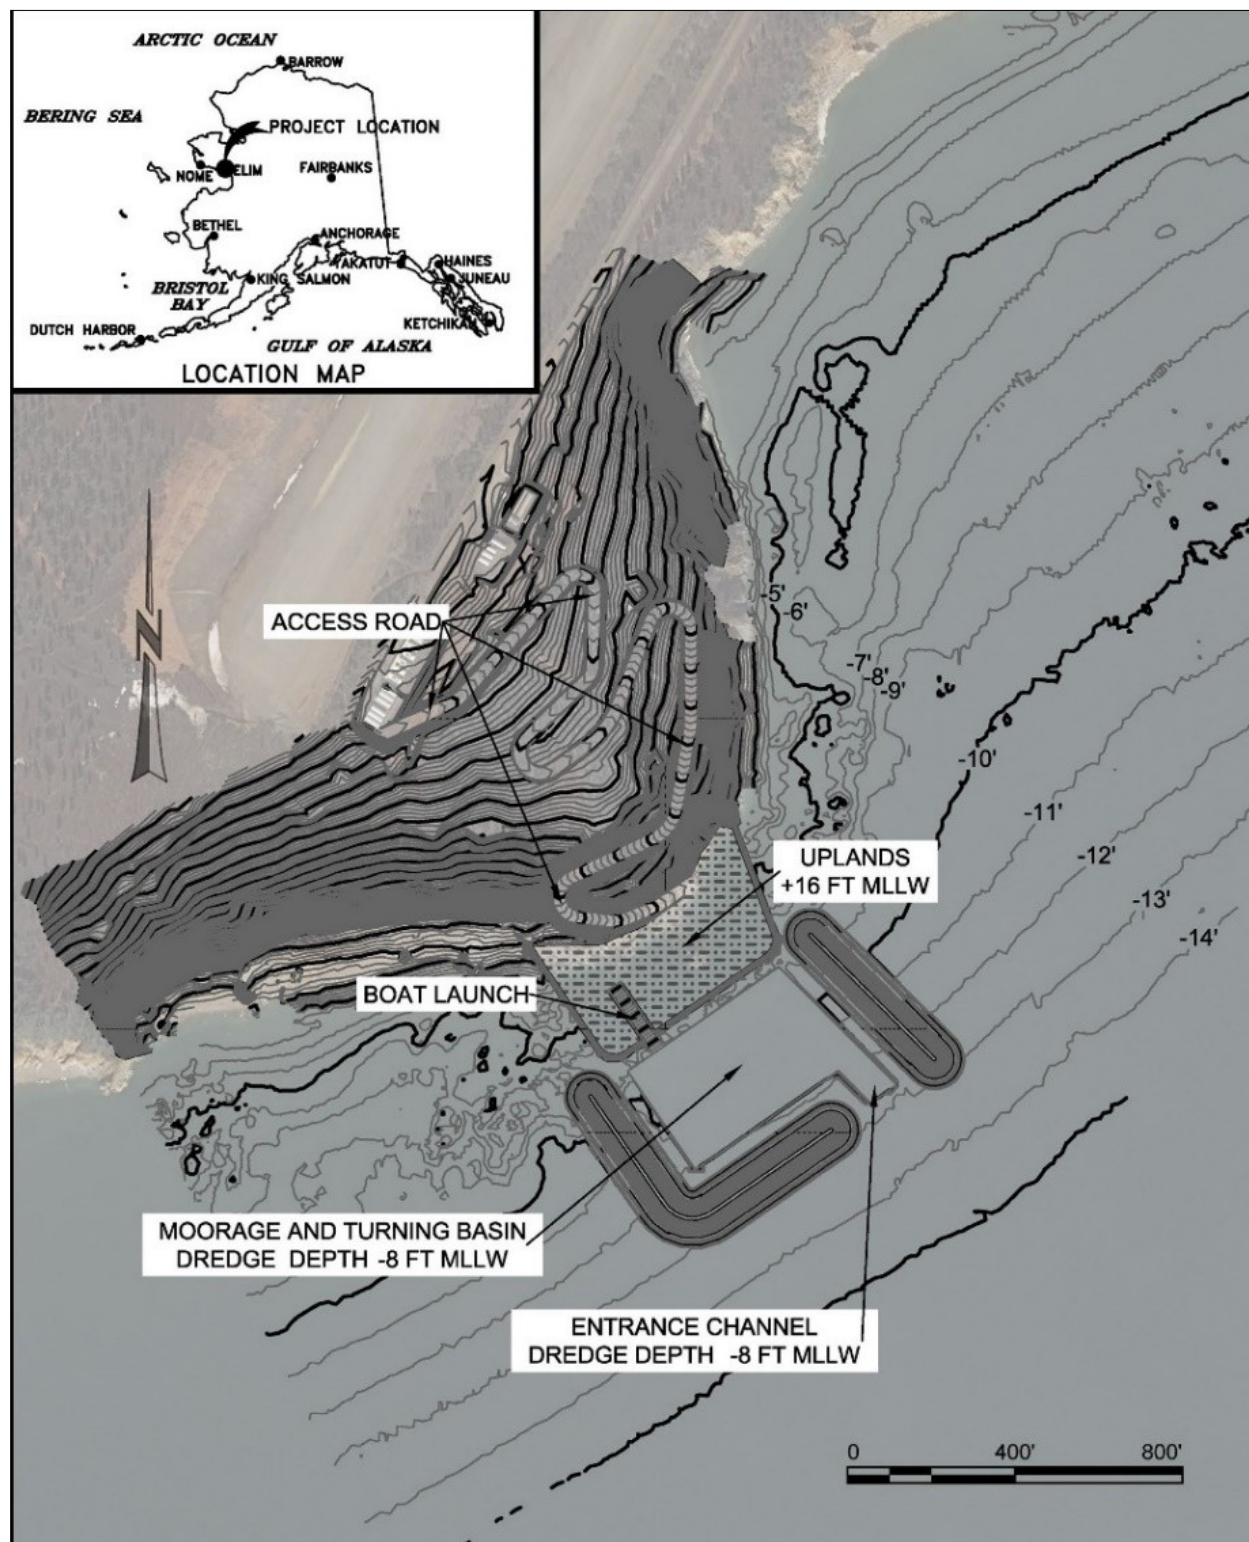 ARCTIC OCEAN
BARROW
BERING SEA
PROJECT LOCATION
NOME
ELIM
FAIRBANKS
BETHEL
ANCHORAGE
YAKATUT
HAINES
JUNEAU
KING SALMON
BRISTOL
BAY
DUTCH HARBOR
KETCHIKAN
GULF OF ALASKA
LOCATION MAP
N
ACCESS ROAD
-5'
-6'
-7'
-8'
-9'
-10'
-11'
-12'
-13'
-14'
UPLANDS
+16 FT MLLW
BOAT LAUNCH
MOORAGE AND TURNING BASIN
DREDGE DEPTH -8 FT MLLW
ENTRANCE CHANNEL
DREDGE DEPTH -8 FT MLLW
0 400' 800'